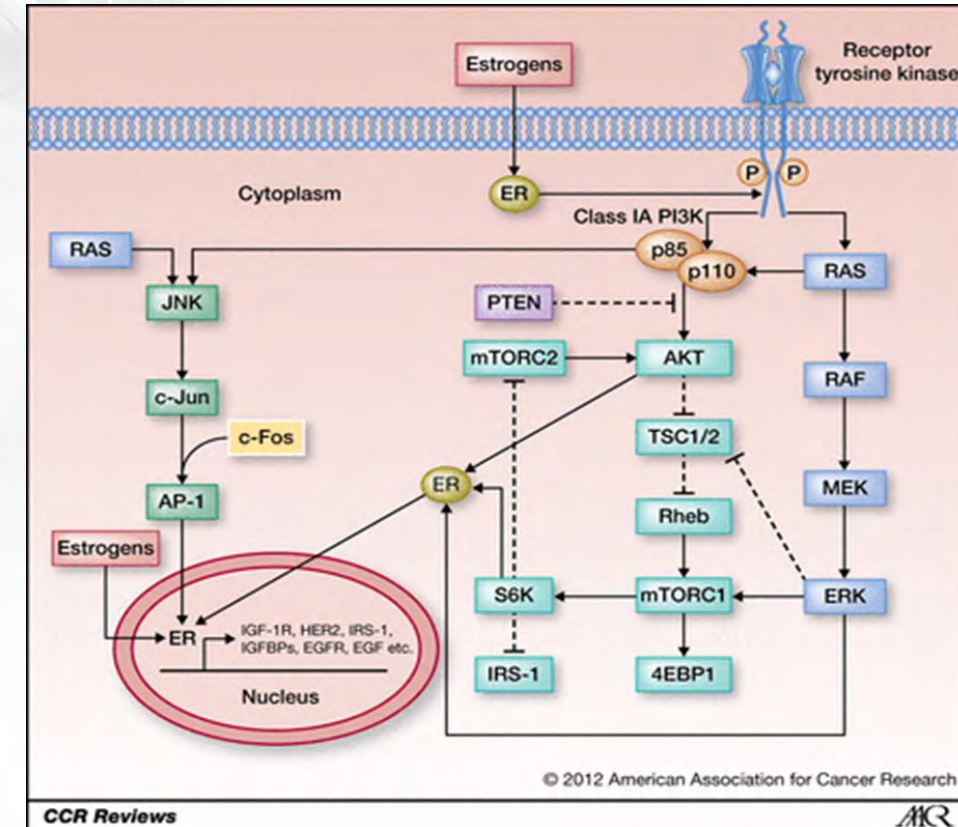 Estrogens
Receptor
tyrosine kinase
P
P
Cytoplasm
ER
Class IA PI3K
p85
p110
RAS
RAS
JNK
PTEN
mTORC2
AKT
RAF
c-Jun
c-Fos
TSC1/2
ER
MEK
AP-1
Rheb
Estrogens
S6K
mTORC1
ERK
ER
IGF-1R, HER2, IRS-1,
IGFBPs, EGFR, EGF etc.
IRS-1
4EBP1
Nucleus
© 2012 American Association for Cancer Research
CCR Reviews